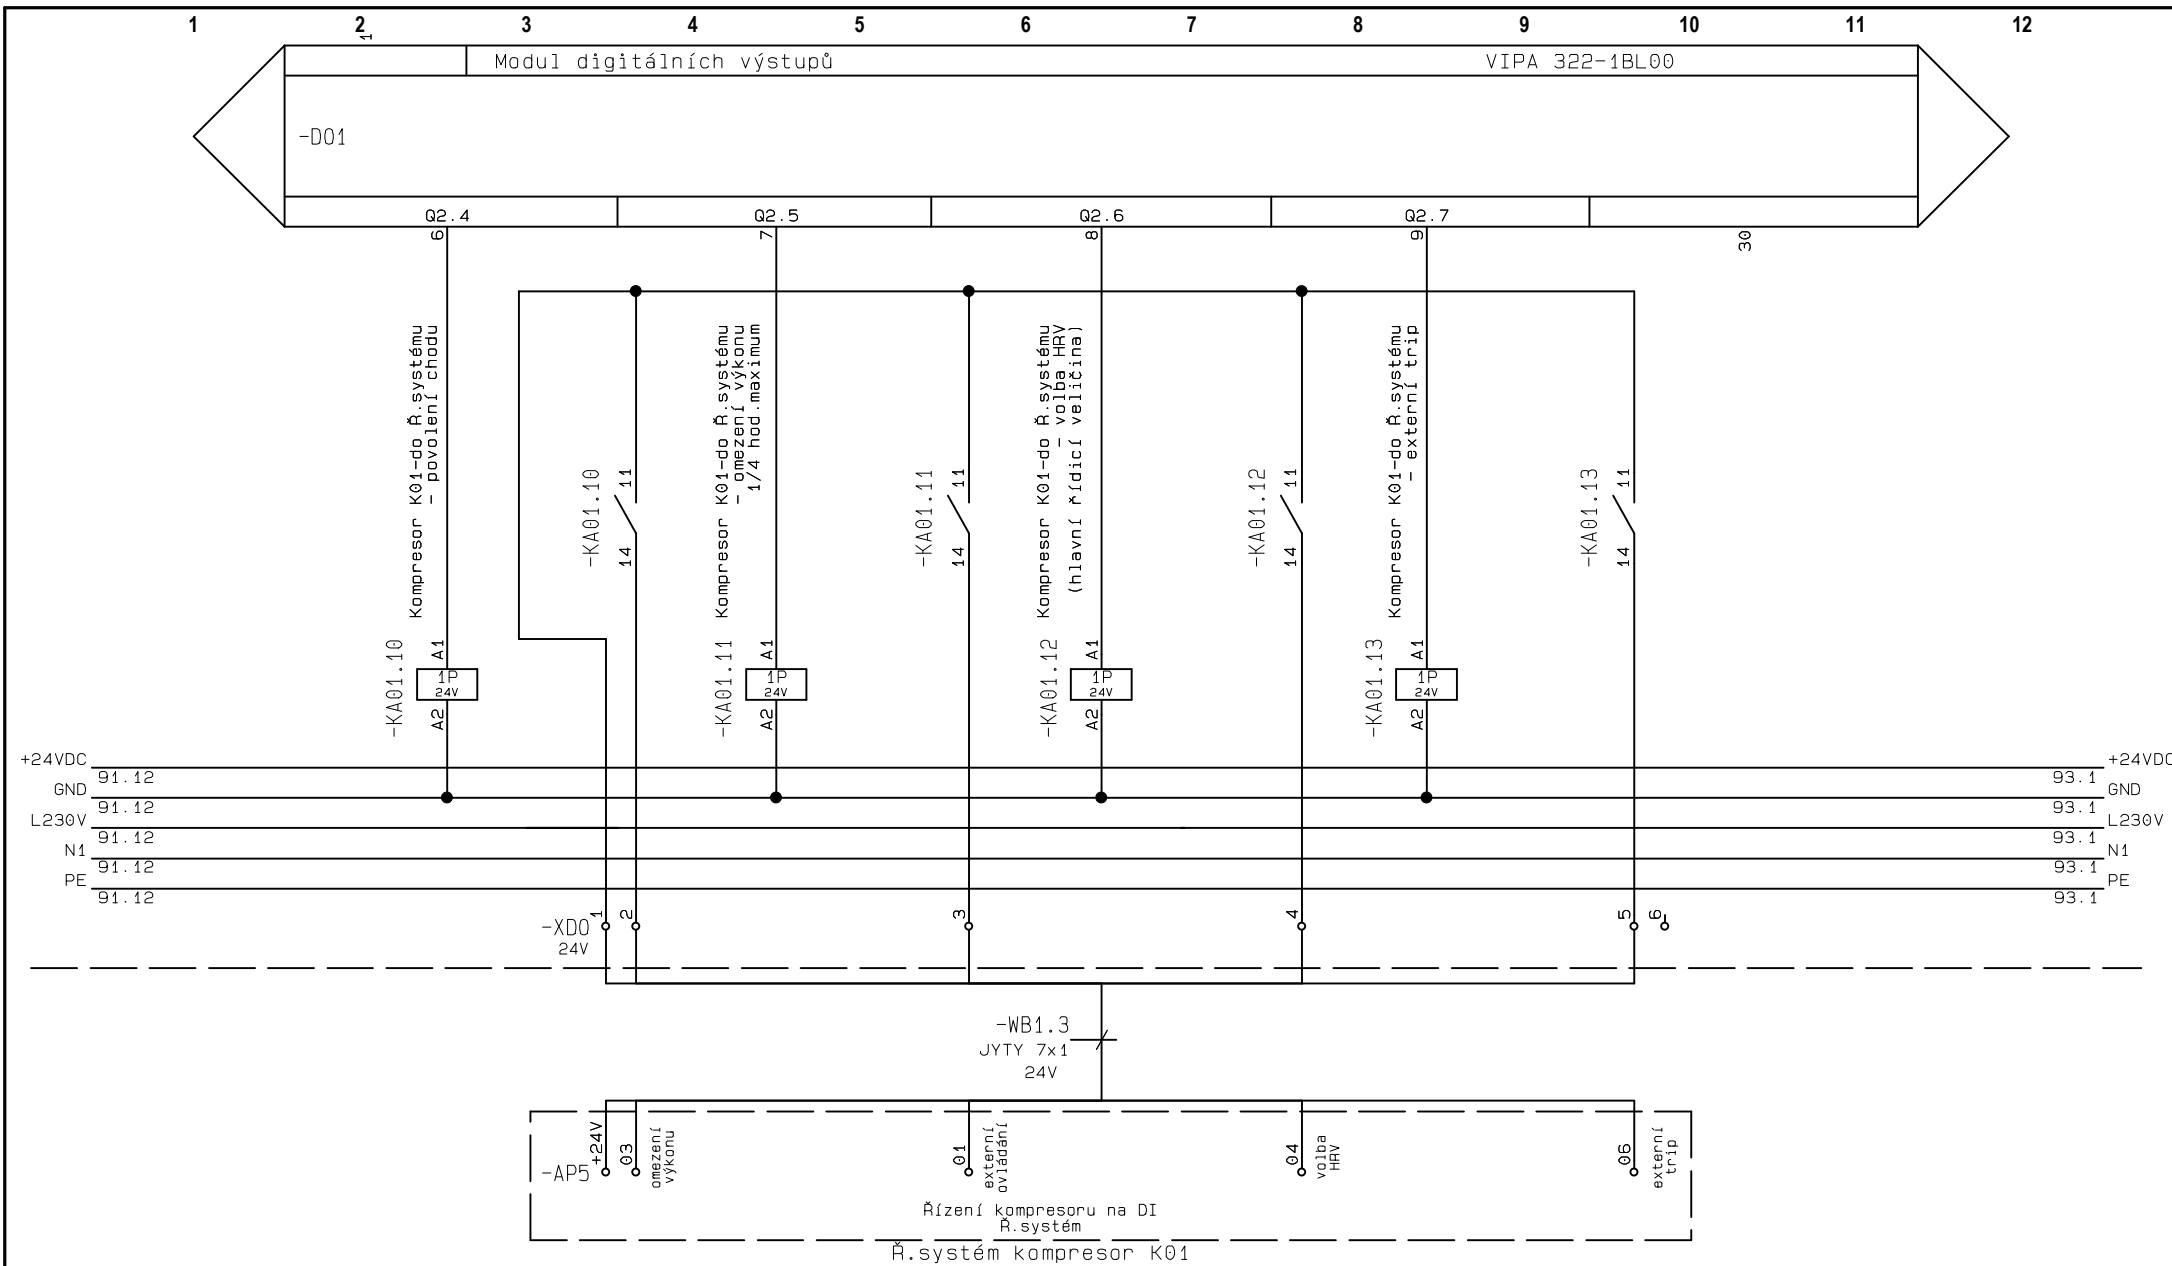 1 2 3 4 5 6 7 8 9 10 11 12
1
Modul digitálních výstupů VIPA 322-1BL00
-DO1
Q2.4 Q2.5 Q2.6 Q2.7
6 7 8 9 30
Kompresor K01-do Ř.systému
- povolení chodu
-KA01.10
11
14
Kompresor K01-do Ř.systému
- omezení výkonu
1/4 hod.maximum
-KA01.11
11
14
Kompresor K01-do Ř.systému
- volba HRV
(hlavní řídicí veličina)
-KA01.12
11
14
Kompresor K01-do Ř.systému
- externí trip
-KA01.13
11
14
-KA01.10
A1
1P
24V
A2
-KA01.11
A1
1P
24V
A2
-KA01.12
A1
1P
24V
A2
-KA01.13
A1
1P
24V
A2
+24VDC 91.12 93.1 +24VDC
GND 91.12 93.1 GND
L230V 91.12 93.1 L230V
N1 91.12 93.1 N1
PE 91.12 93.1 PE
-XDO 1 2 3 4 5 6
24V
-WB1.3
JYTY 7x1
24V
-AP5
+24V
03
omezení
výkonu
01
externí
ovládání
04
volba
HRV
06
externí
trip
Řízení kompresoru na DI
Ř.systém
Ř.systém kompresor K01